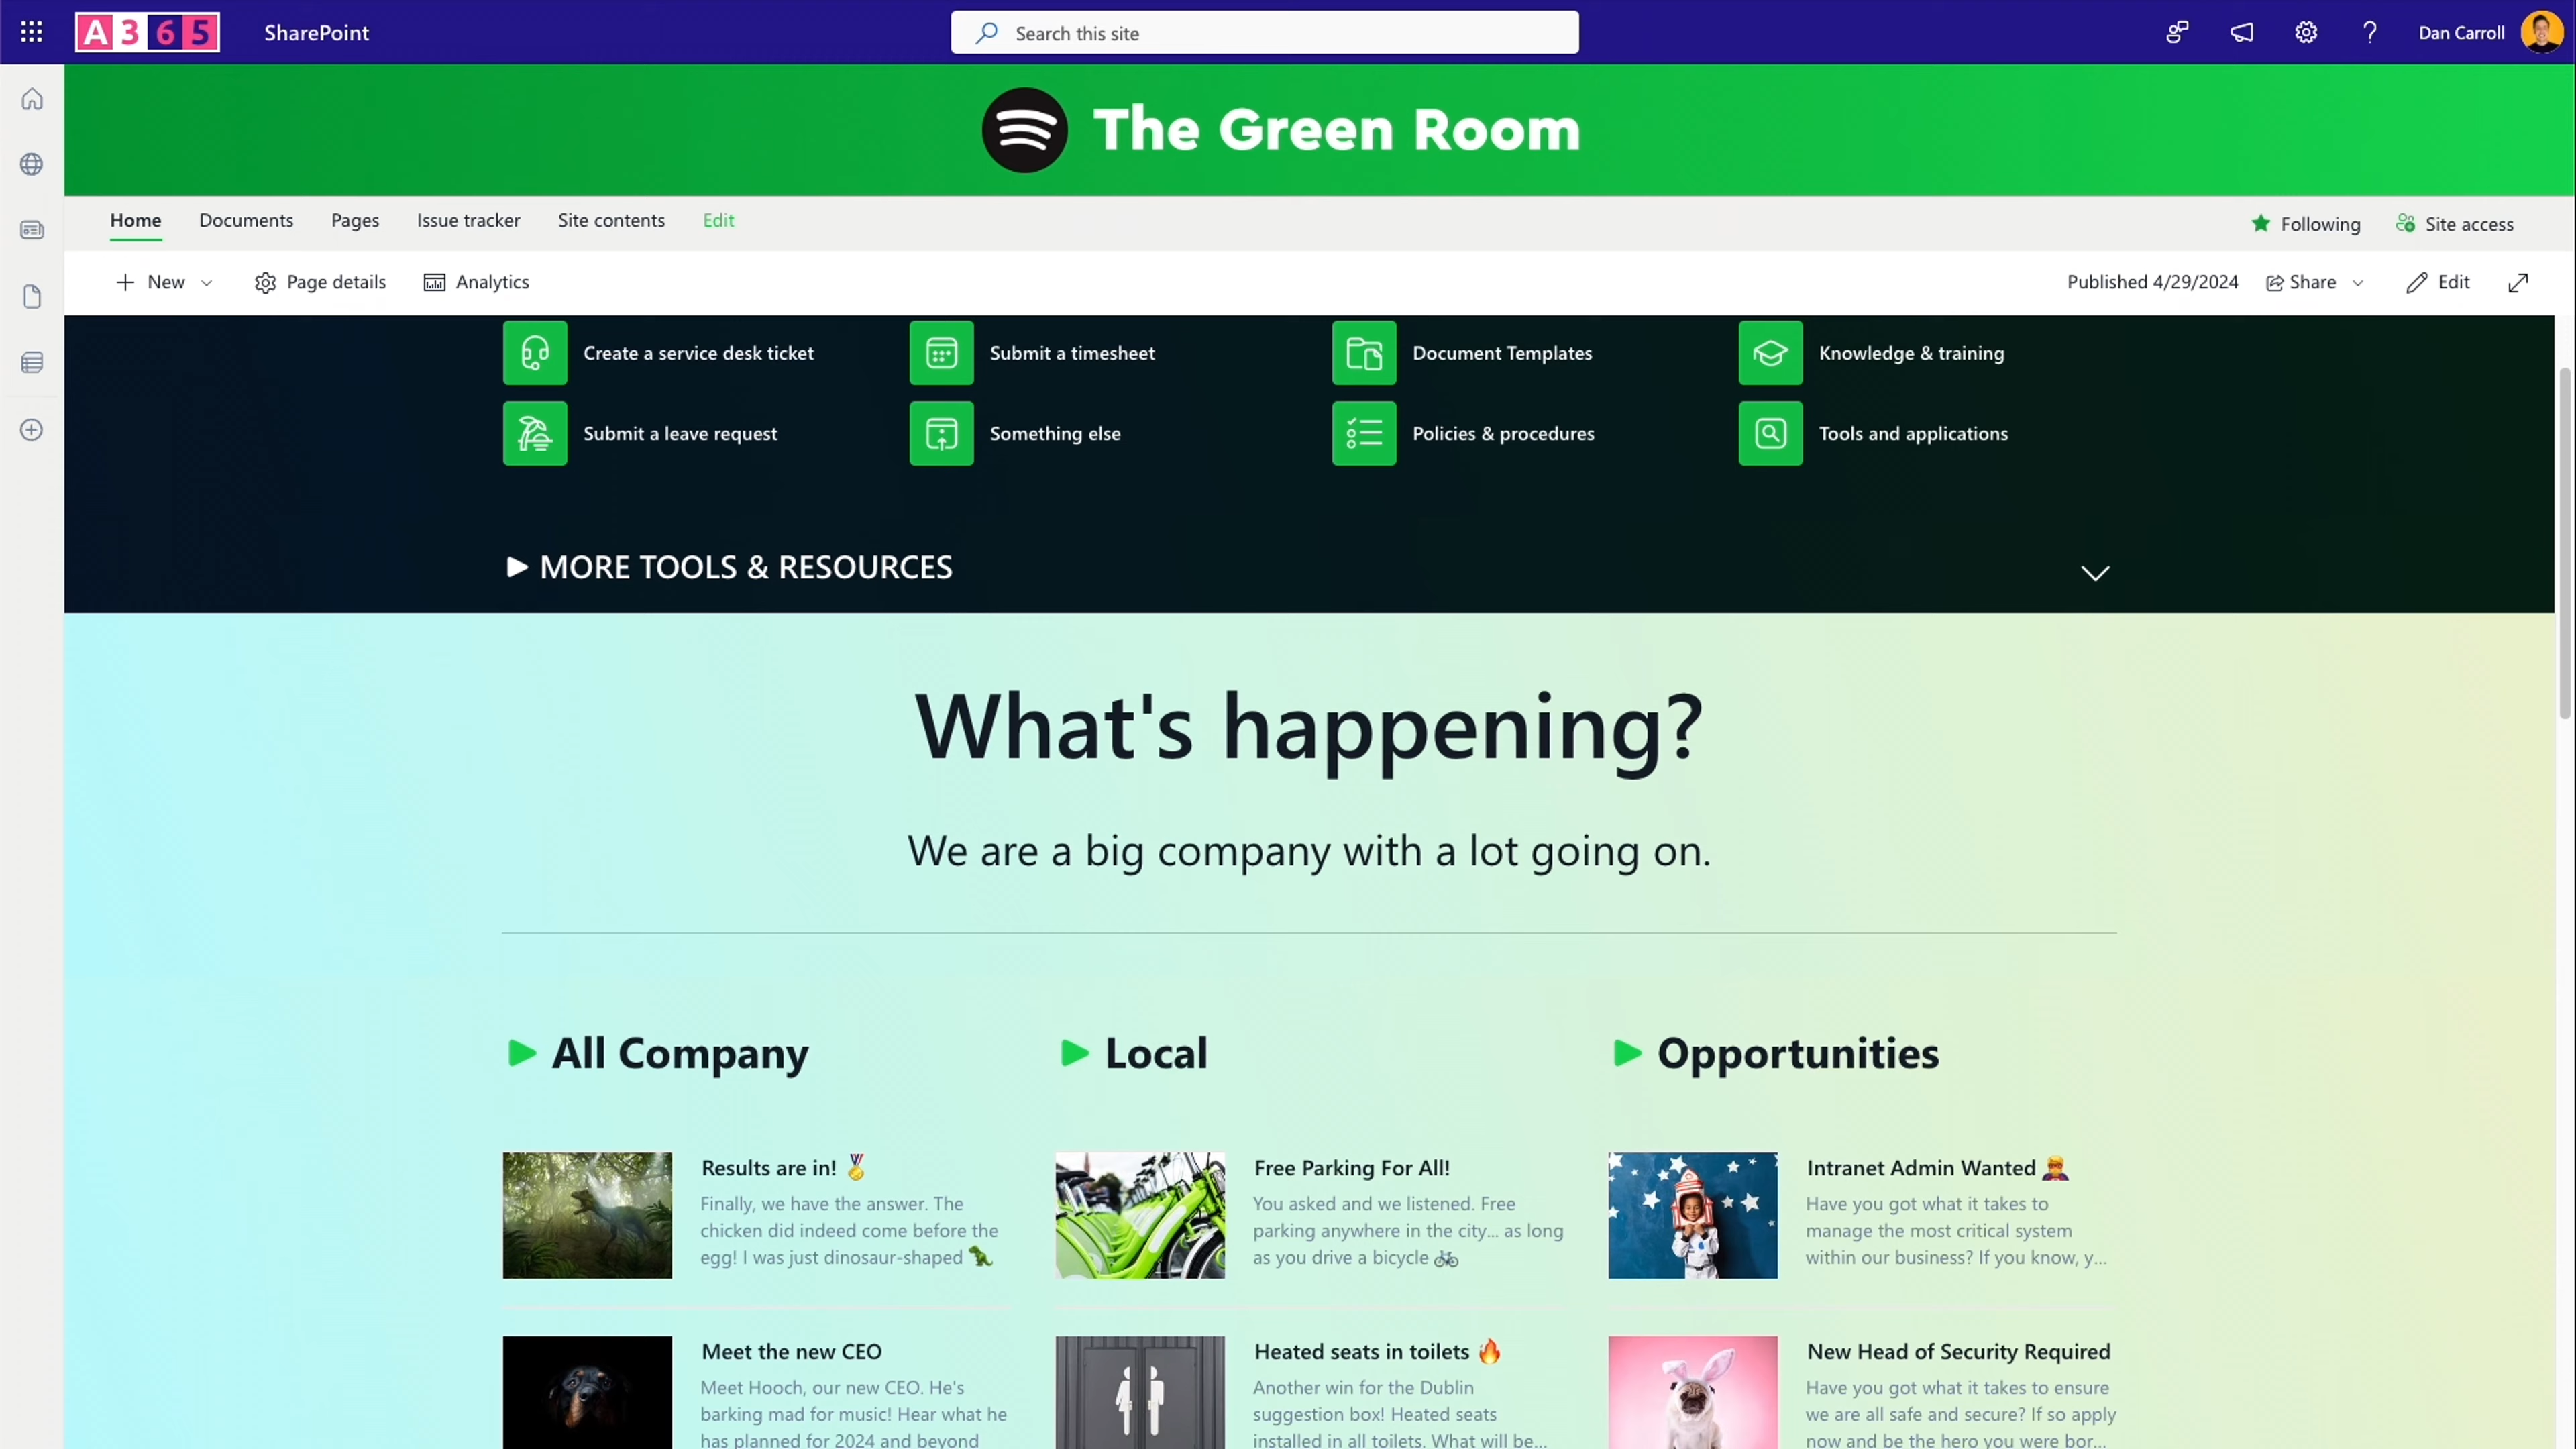 A365
SharePoint
Search this site
Dan Carroll
The Green Room
Home
Documents
Pages
Issue tracker
Site contents
Edit
Following
Site access
New
Page details
Analytics
Published 4/29/2024
Share
Edit
Create a service desk ticket
Submit a timesheet
Document Templates
Knowledge & training
Submit a leave request
Something else
Policies & procedures
Tools and applications
MORE TOOLS & RESOURCES
What's happening?
We are a big company with a lot going on.
All Company
Results are in! 🏅
Finally, we have the answer. The
chicken did indeed come before the
egg! I was just dinosaur-shaped 🦖
Meet the new CEO
Meet Hooch, our new CEO. He's
barking mad for music! Hear what he
has planned for 2024 and beyond
Local
Free Parking For All!
You asked and we listened. Free
parking anywhere in the city... as long
as you drive a bicycle 🚲
Heated seats in toilets 🔥
Another win for the Dublin
suggestion box! Heated seats
installed in all toilets. What will be...
Opportunities
Intranet Admin Wanted 🦸
Have you got what it takes to
manage the most critical system
within our business? If you know, y...
New Head of Security Required
Have you got what it takes to ensure
we are all safe and secure? If so apply
now and be the hero you were bor...